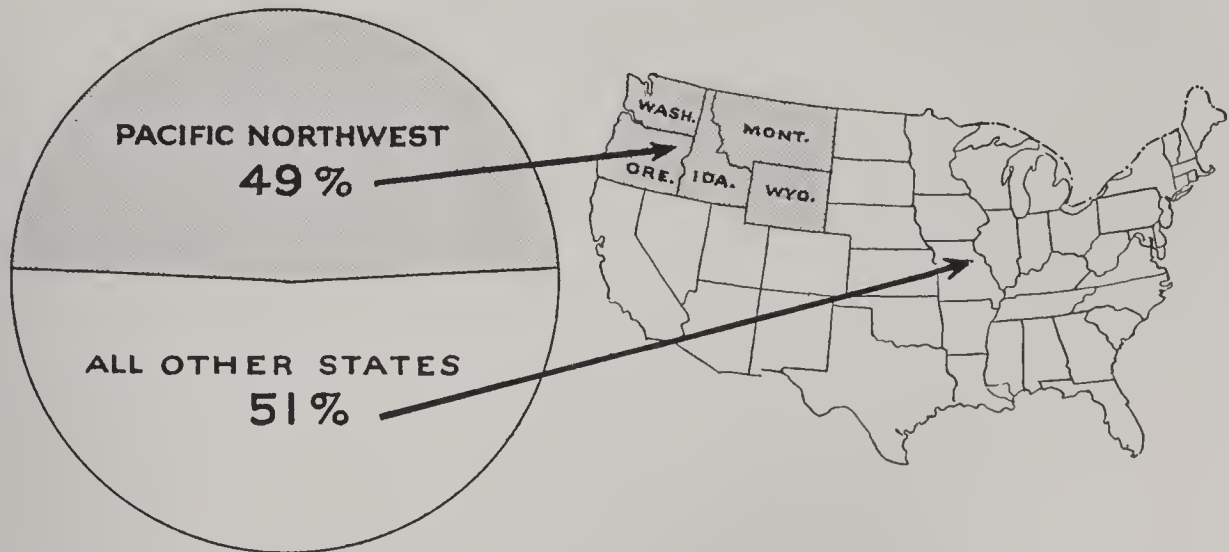 PACIFIC NORTHWEST
49%
ALL OTHER STATES
51%
WASH.
MONT.
ORE.
IDA.
WYO.